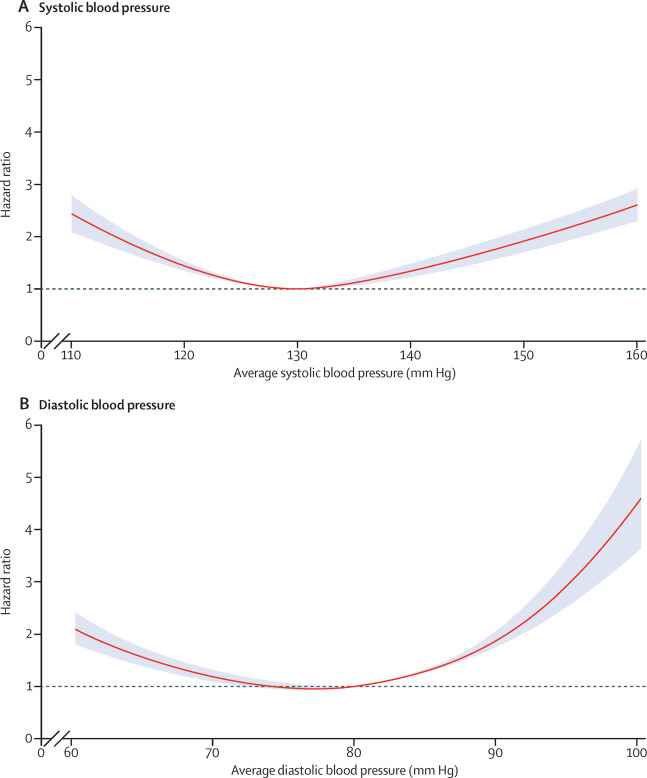 A Systolic blood pressure
6
5
4
3
2
1
0
Hazard ratio
0 110 120 130 140 150 160
Average systolic blood pressure (mm Hg)
B Diastolic blood pressure
6
5
4
3
2
1
0
Hazard ratio
0 60 70 80 90 100
Average diastolic blood pressure (mm Hg)